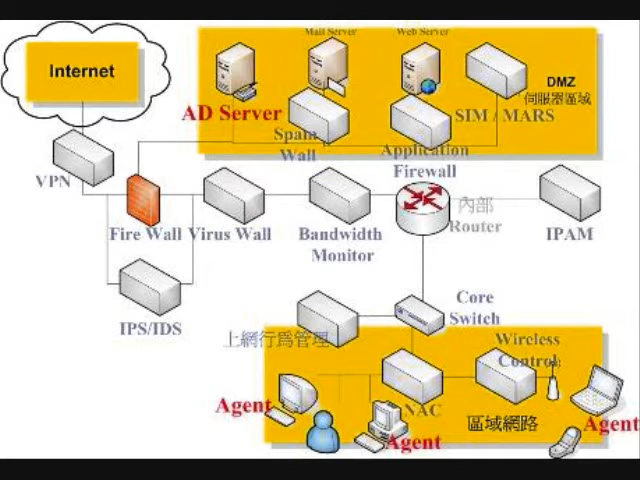 Mail Server
Web Server
Internet
DMZ
伺服器區域
AD Server
SIM / MARS
Spam
Wall
Application
Firewall
VPN
內部
Router
Fire Wall
Virus Wall
Bandwidth
Monitor
IPAM
IPS/IDS
Core
Switch
上網行爲管理
Wireless
Control
Agent
NAC
區域網路
Agent
Agent